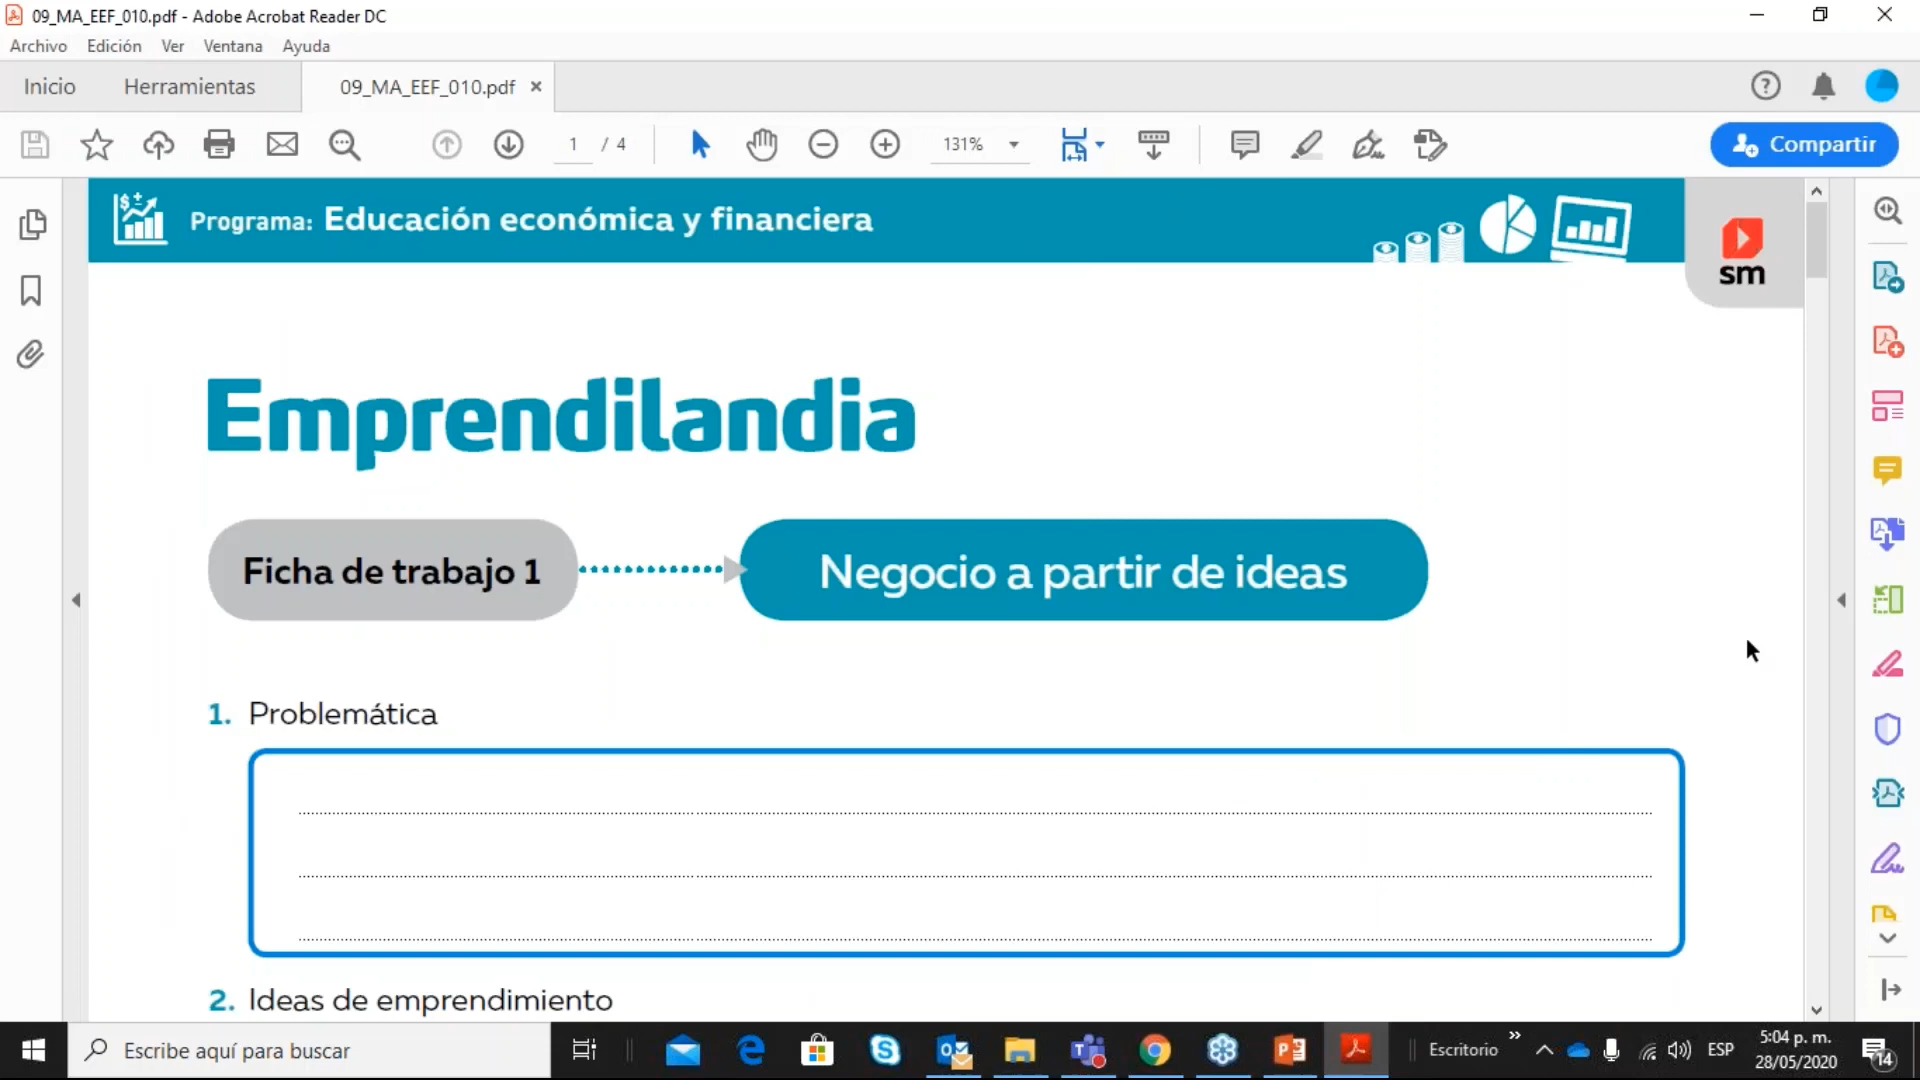 09_MA_EEF_010.pdf - Adobe Acrobat Reader DC
Archivo Edición Ver Ventana Ayuda
Inicio Herramientas 09_MA_EEF_010.pdf ×
1 / 4 131% Compartir
Programa: Educación económica y financiera
sm
Emprendilandia
Ficha de trabajo 1
Negocio a partir de ideas
1. Problemática
2. Ideas de emprendimiento
Escribe aquí para buscar
Escritorio
ESP
5:04 p. m.
28/05/2020
14